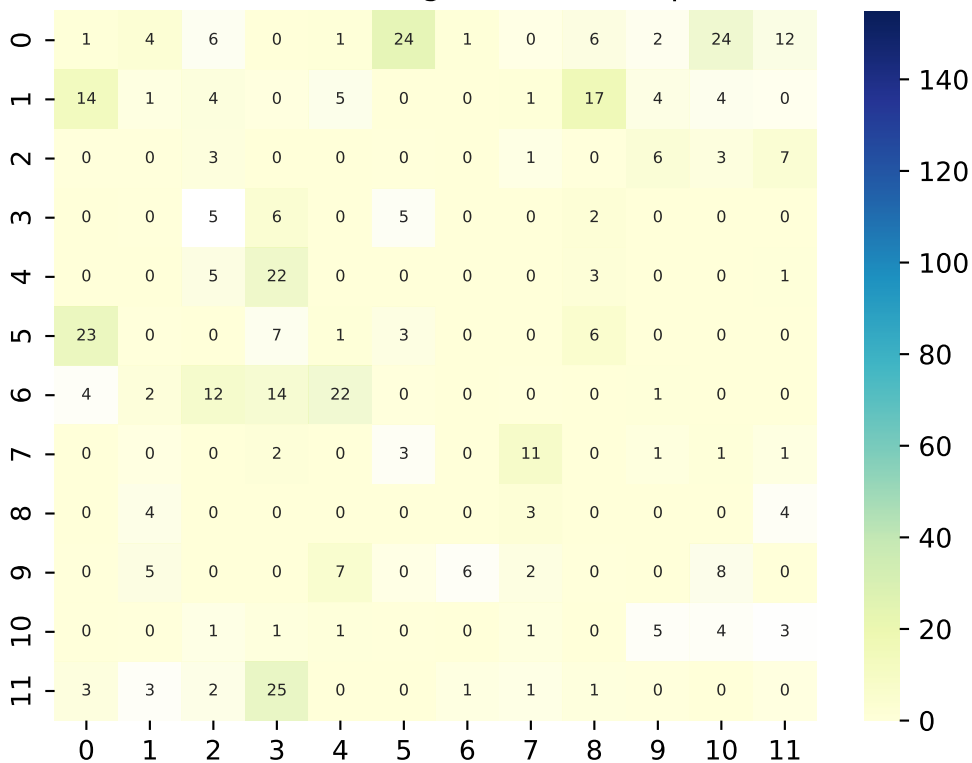 0 1 4 6 0 1 24 1 0 6 2 24 12
1 14 1 4 0 5 0 0 1 17 4 4 0
2 0 0 3 0 0 0 0 1 0 6 3 7
3 0 0 5 6 0 5 0 0 2 0 0 0
4 0 0 5 22 0 0 0 0 3 0 0 1
5 23 0 0 7 1 3 0 0 6 0 0 0
6 4 2 12 14 22 0 0 0 0 1 0 0
7 0 0 0 2 0 3 0 11 0 1 1 1
8 0 4 0 0 0 0 0 3 0 0 0 4
9 0 5 0 0 7 0 6 2 0 0 8 0
10 0 0 1 1 1 0 0 1 0 5 4 3
11 3 3 2 25 0 0 1 1 1 0 0 0
0 1 2 3 4 5 6 7 8 9 10 11
140
120
100
80
60
40
20
0